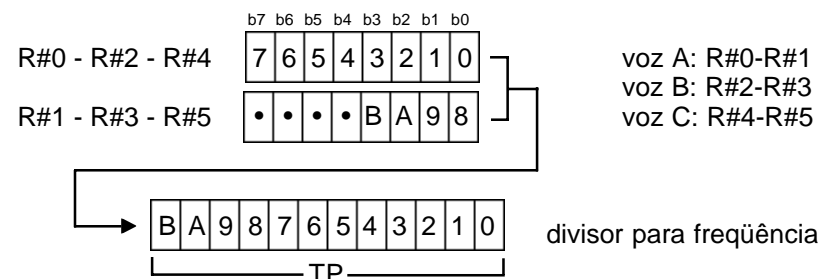 b7 b6 b5 b4 b3 b2 b1 b0
R#0 - R#2 - R#4 7 6 5 4 3 2 1 0 voz A: R#0-R#1
voz B: R#2-R#3
R#1 - R#3 - R#5 • • • • B A 9 8 voz C: R#4-R#5
B A 9 8 7 6 5 4 3 2 1 0 divisor para freqüência
TP